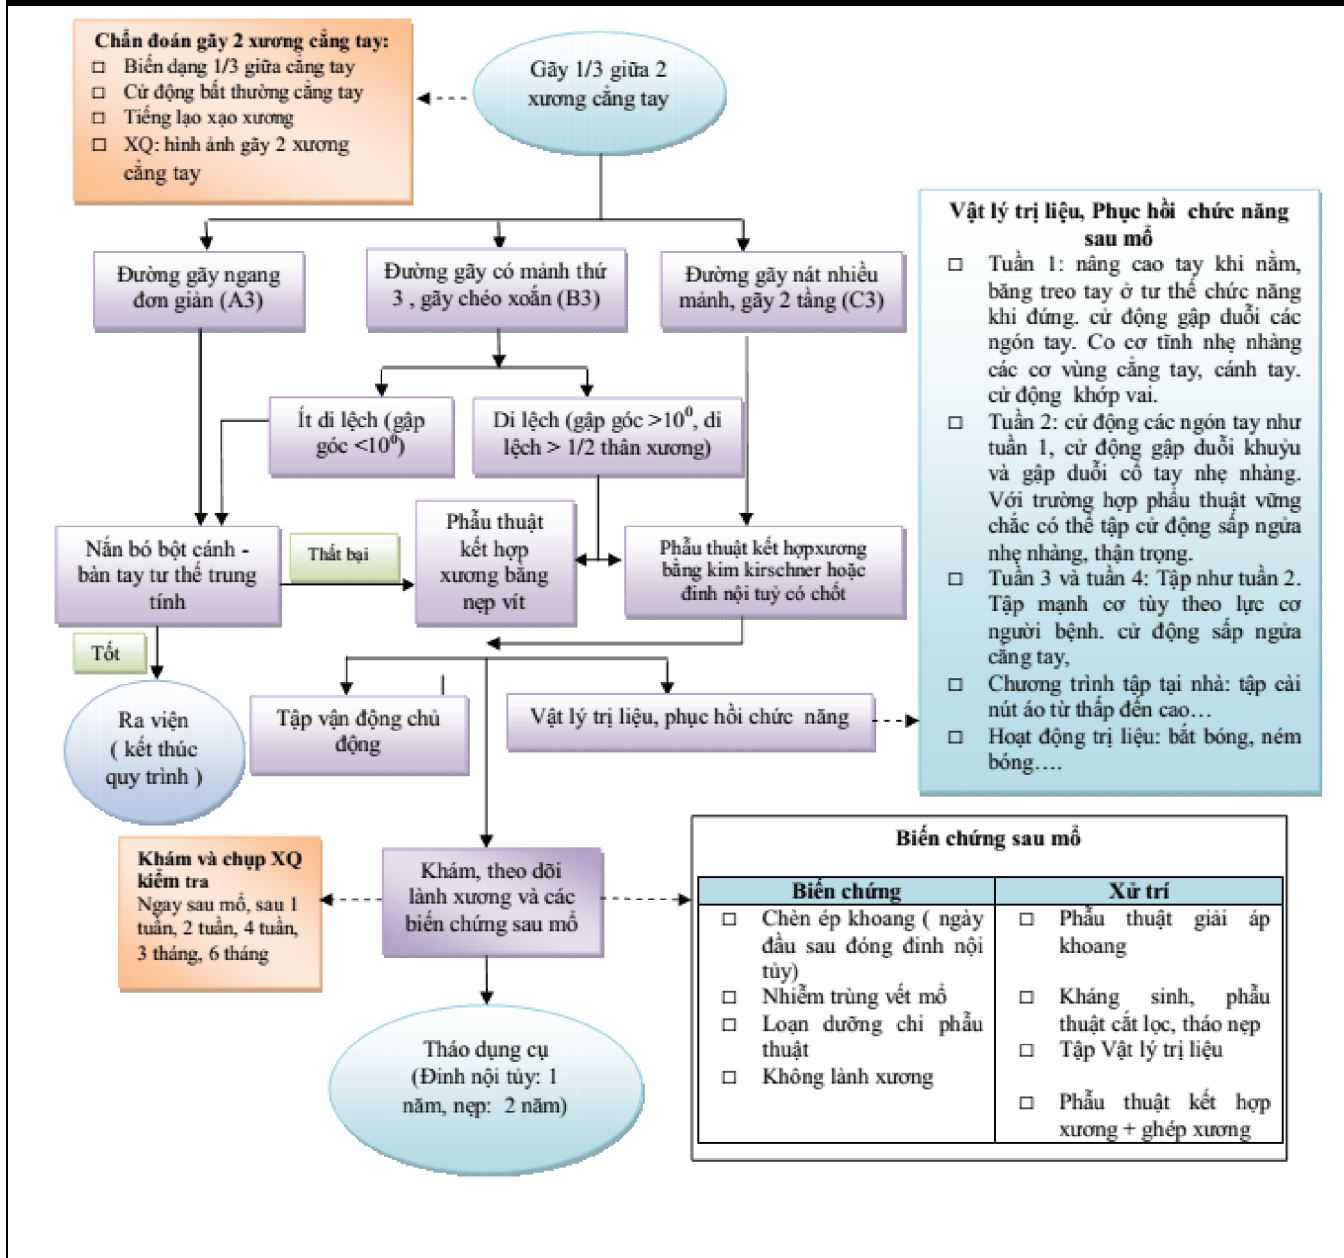 Chẩn đoán gãy 2 xương cẳng tay:
□ Biến dạng 1/3 giữa cẳng tay
□ Cử động bất thường cẳng tay
□ Tiếng lạo xạo xương
□ XQ: hình ảnh gãy 2 xương
cẳng tay
Gãy 1/3 giữa 2
xương cẳng tay
Đường gãy ngang
đơn giản (A3)
Đường gãy có mảnh thứ
3 , gãy chéo xoắn (B3)
Đường gãy nát nhiều
mảnh, gãy 2 tầng (C3)
Ít di lệch (gập
góc <10⁰)
Di lệch (gập góc >10⁰, di
lệch > 1/2 thân xương)
Nắn bó bột cánh -
bàn tay tư thế trung
tính
Thất bại
Phẫu thuật
kết hợp
xương bằng
nẹp vít
Phẫu thuật kết hợpxương
bằng kim kirschner hoặc
đinh nội tuỷ có chốt
Tốt
Ra viện
( kết thúc
quy trình )
Tập vận động chủ
động
Vật lý trị liệu, phục hồi chức năng
Vật lý trị liệu, Phục hồi chức năng
sau mổ
□ Tuần 1: nâng cao tay khi nằm,
băng treo tay ở tư thế chức năng
khi đứng. cử động gập duỗi các
ngón tay. Co cơ tĩnh nhẹ nhàng
các cơ vùng cẳng tay, cánh tay.
cử động khớp vai.
□ Tuần 2: cử động các ngón tay như
tuần 1, cử động gập duỗi khuỷu
và gập duỗi cổ tay nhẹ nhàng.
Với trường hợp phẫu thuật vững
chắc có thể tập cử động sấp ngửa
nhẹ nhàng, thận trọng.
□ Tuần 3 và tuần 4: Tập như tuần 2.
Tập mạnh cơ tùy theo lực cơ
người bệnh. cử động sấp ngửa
cẳng tay,
□ Chương trình tập tại nhà: tập cài
nút áo từ thấp đến cao…
□ Hoạt động trị liệu: bắt bóng, ném
bóng….
Khám và chụp XQ
kiểm tra
Ngay sau mổ, sau 1
tuần, 2 tuần, 4 tuần,
3 tháng, 6 tháng
Khám, theo dõi
lành xương và các
biến chứng sau mổ
Tháo dụng cụ
(Đinh nội tủy: 1
năm, nẹp: 2 năm)
Biến chứng sau mổ
Biến chứng
□ Chèn ép khoang ( ngày
đầu sau đóng đinh nội
tủy)
□ Nhiễm trùng vết mổ
□ Loạn dưỡng chi phẫu
thuật
□ Không lành xương
Xử trí
□ Phẫu thuật giải áp
khoang
□ Kháng sinh, phẫu
thuật cắt lọc, tháo nẹp
□ Tập Vật lý trị liệu
□ Phẫu thuật kết hợp
xương + ghép xương